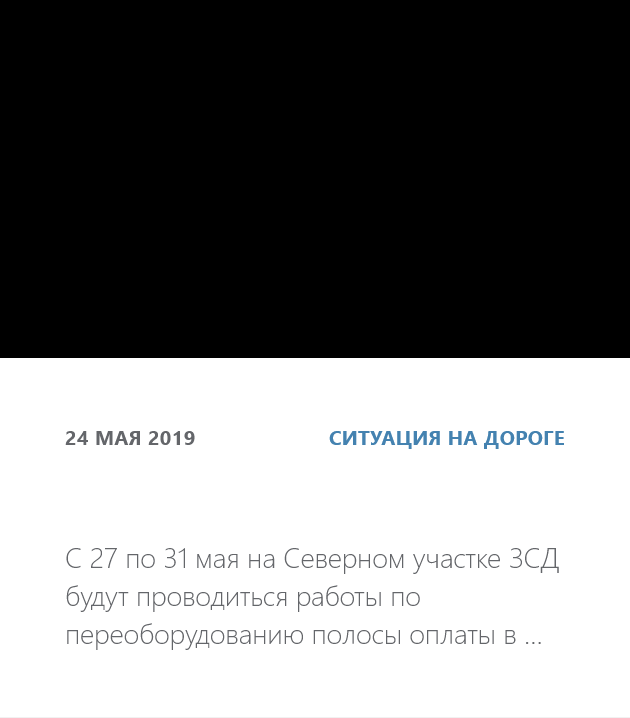 24 МАЯ 2019
СИТУАЦИЯ НА ДОРОГЕ
С 27 по 31 мая на Северном участке ЗСД
будут проводиться работы по
переоборудованию полосы оплаты в ...